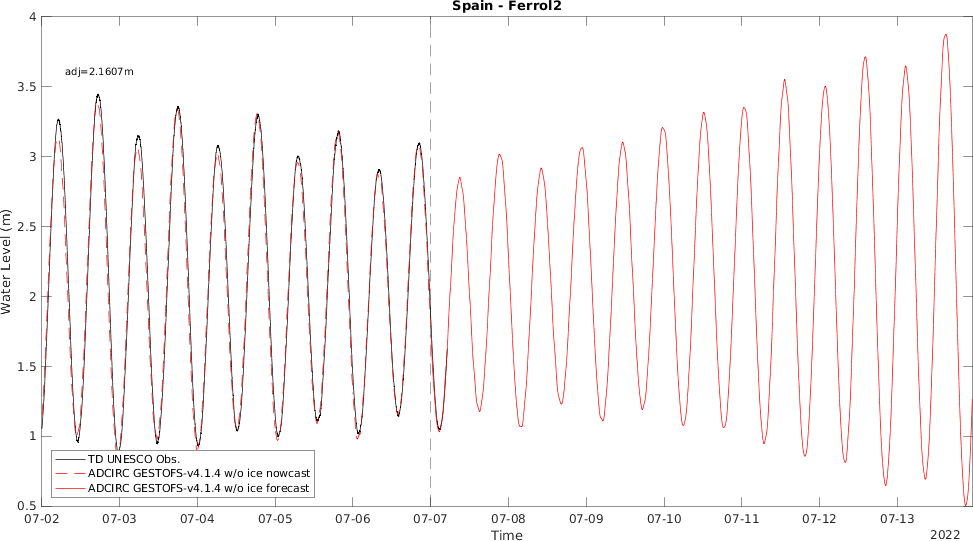 Spain - Ferrol2
4
adj=2.1607m
3.5
3
2.5
2
1.5
1
0.5
Water Level (m)
TD UNESCO Obs.
ADCIRC GESTOFS-v4.1.4 w/o ice nowcast
ADCIRC GESTOFS-v4.1.4 w/o ice forecast
07-02 07-03 07-04 07-05 07-06 07-07 07-08 07-09 07-10 07-11 07-12 07-13
Time
2022